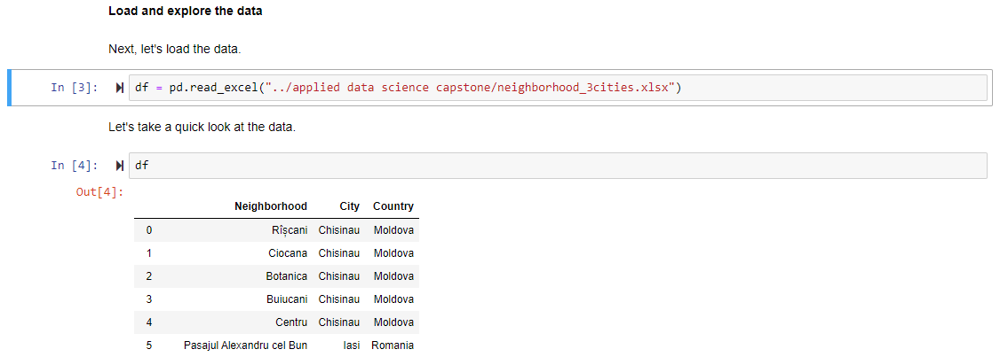 Load and explore the data
Next, let's load the data.
In [3]: df = pd.read_excel("../applied data science capstone/neighborhood_3cities.xlsx")
Let's take a quick look at the data.
In [4]: df
Out[4]:
Neighborhood City Country
0 Rîșcani Chisinau Moldova
1 Ciocana Chisinau Moldova
2 Botanica Chisinau Moldova
3 Buiucani Chisinau Moldova
4 Centru Chisinau Moldova
5 Pasajul Alexandru cel Bun Iasi Romania